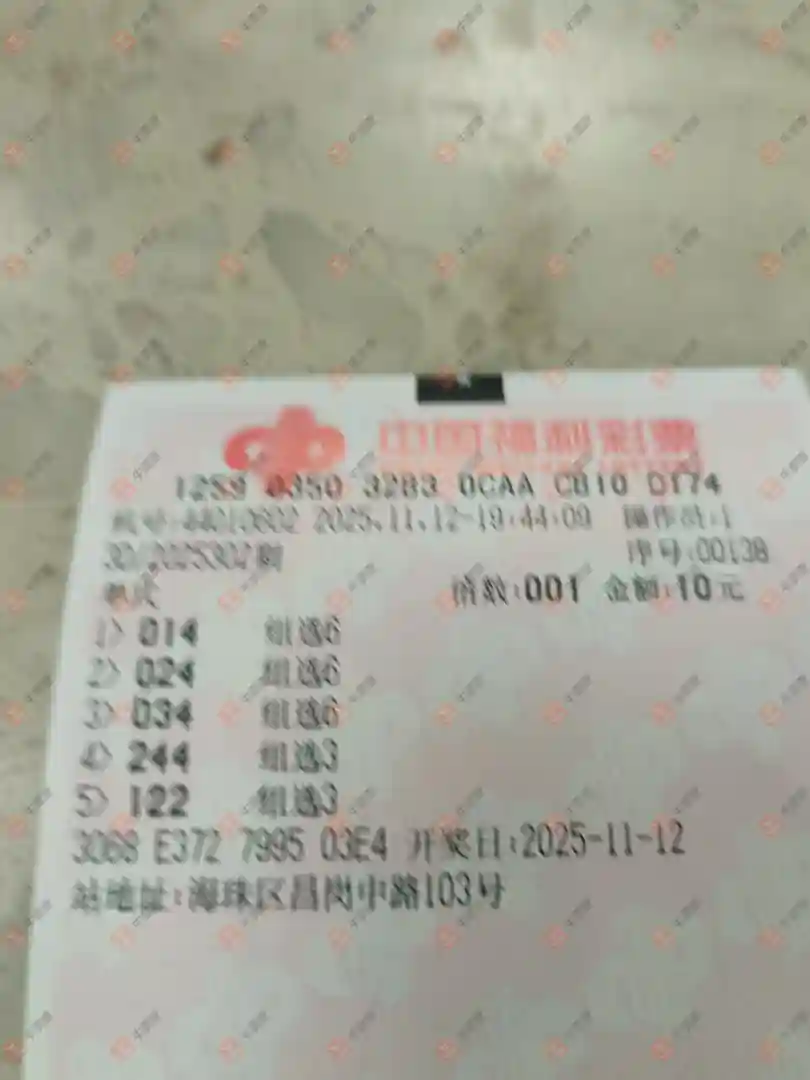 中国福利彩票
1259 0350 3283 0CAA CB10 D174
机号:44010602 2025.11.12-19:44:09 操作员:1
3D/2025302期 序号:00138
单式 倍数:001 金额:10元
1> 014 组选6
2> 024 组选6
3> 034 组选6
4> 244 组选3
5> 122 组选3
3068 E372 7995 03E4 开奖日:2025-11-12
站地址:海珠区昌岗中路103号